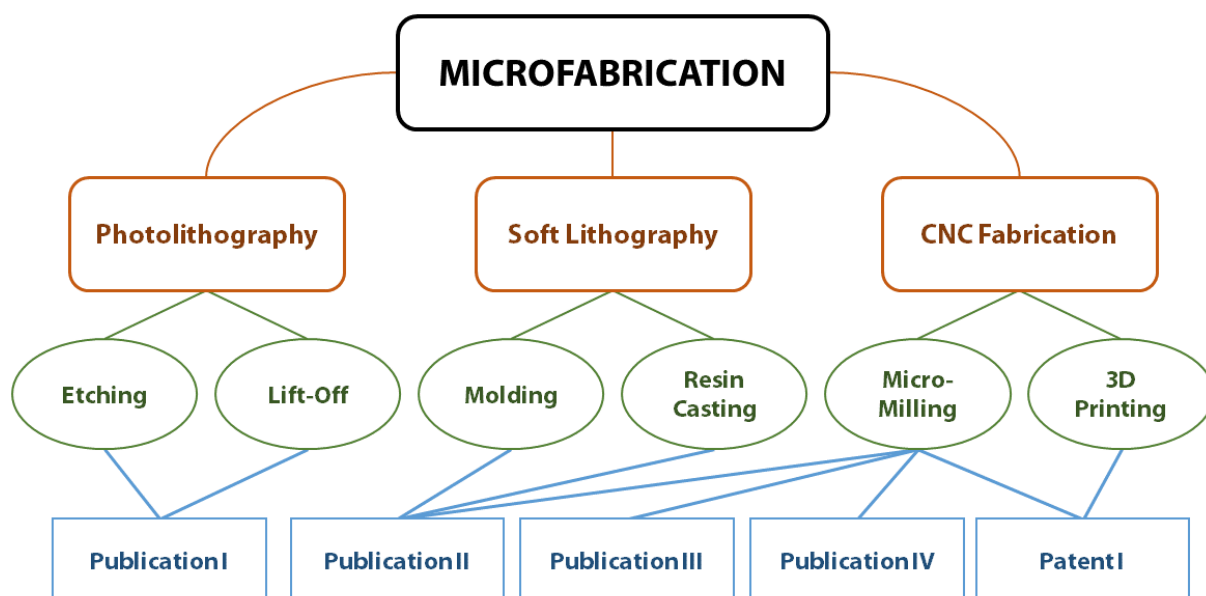 MICROFABRICATION
Photolithography
Soft Lithography
CNC Fabrication
Etching
Lift-Off
Molding
Resin
Casting
Micro-
Milling
3D
Printing
Publication I
Publication II
Publication III
Publication IV
Patent I